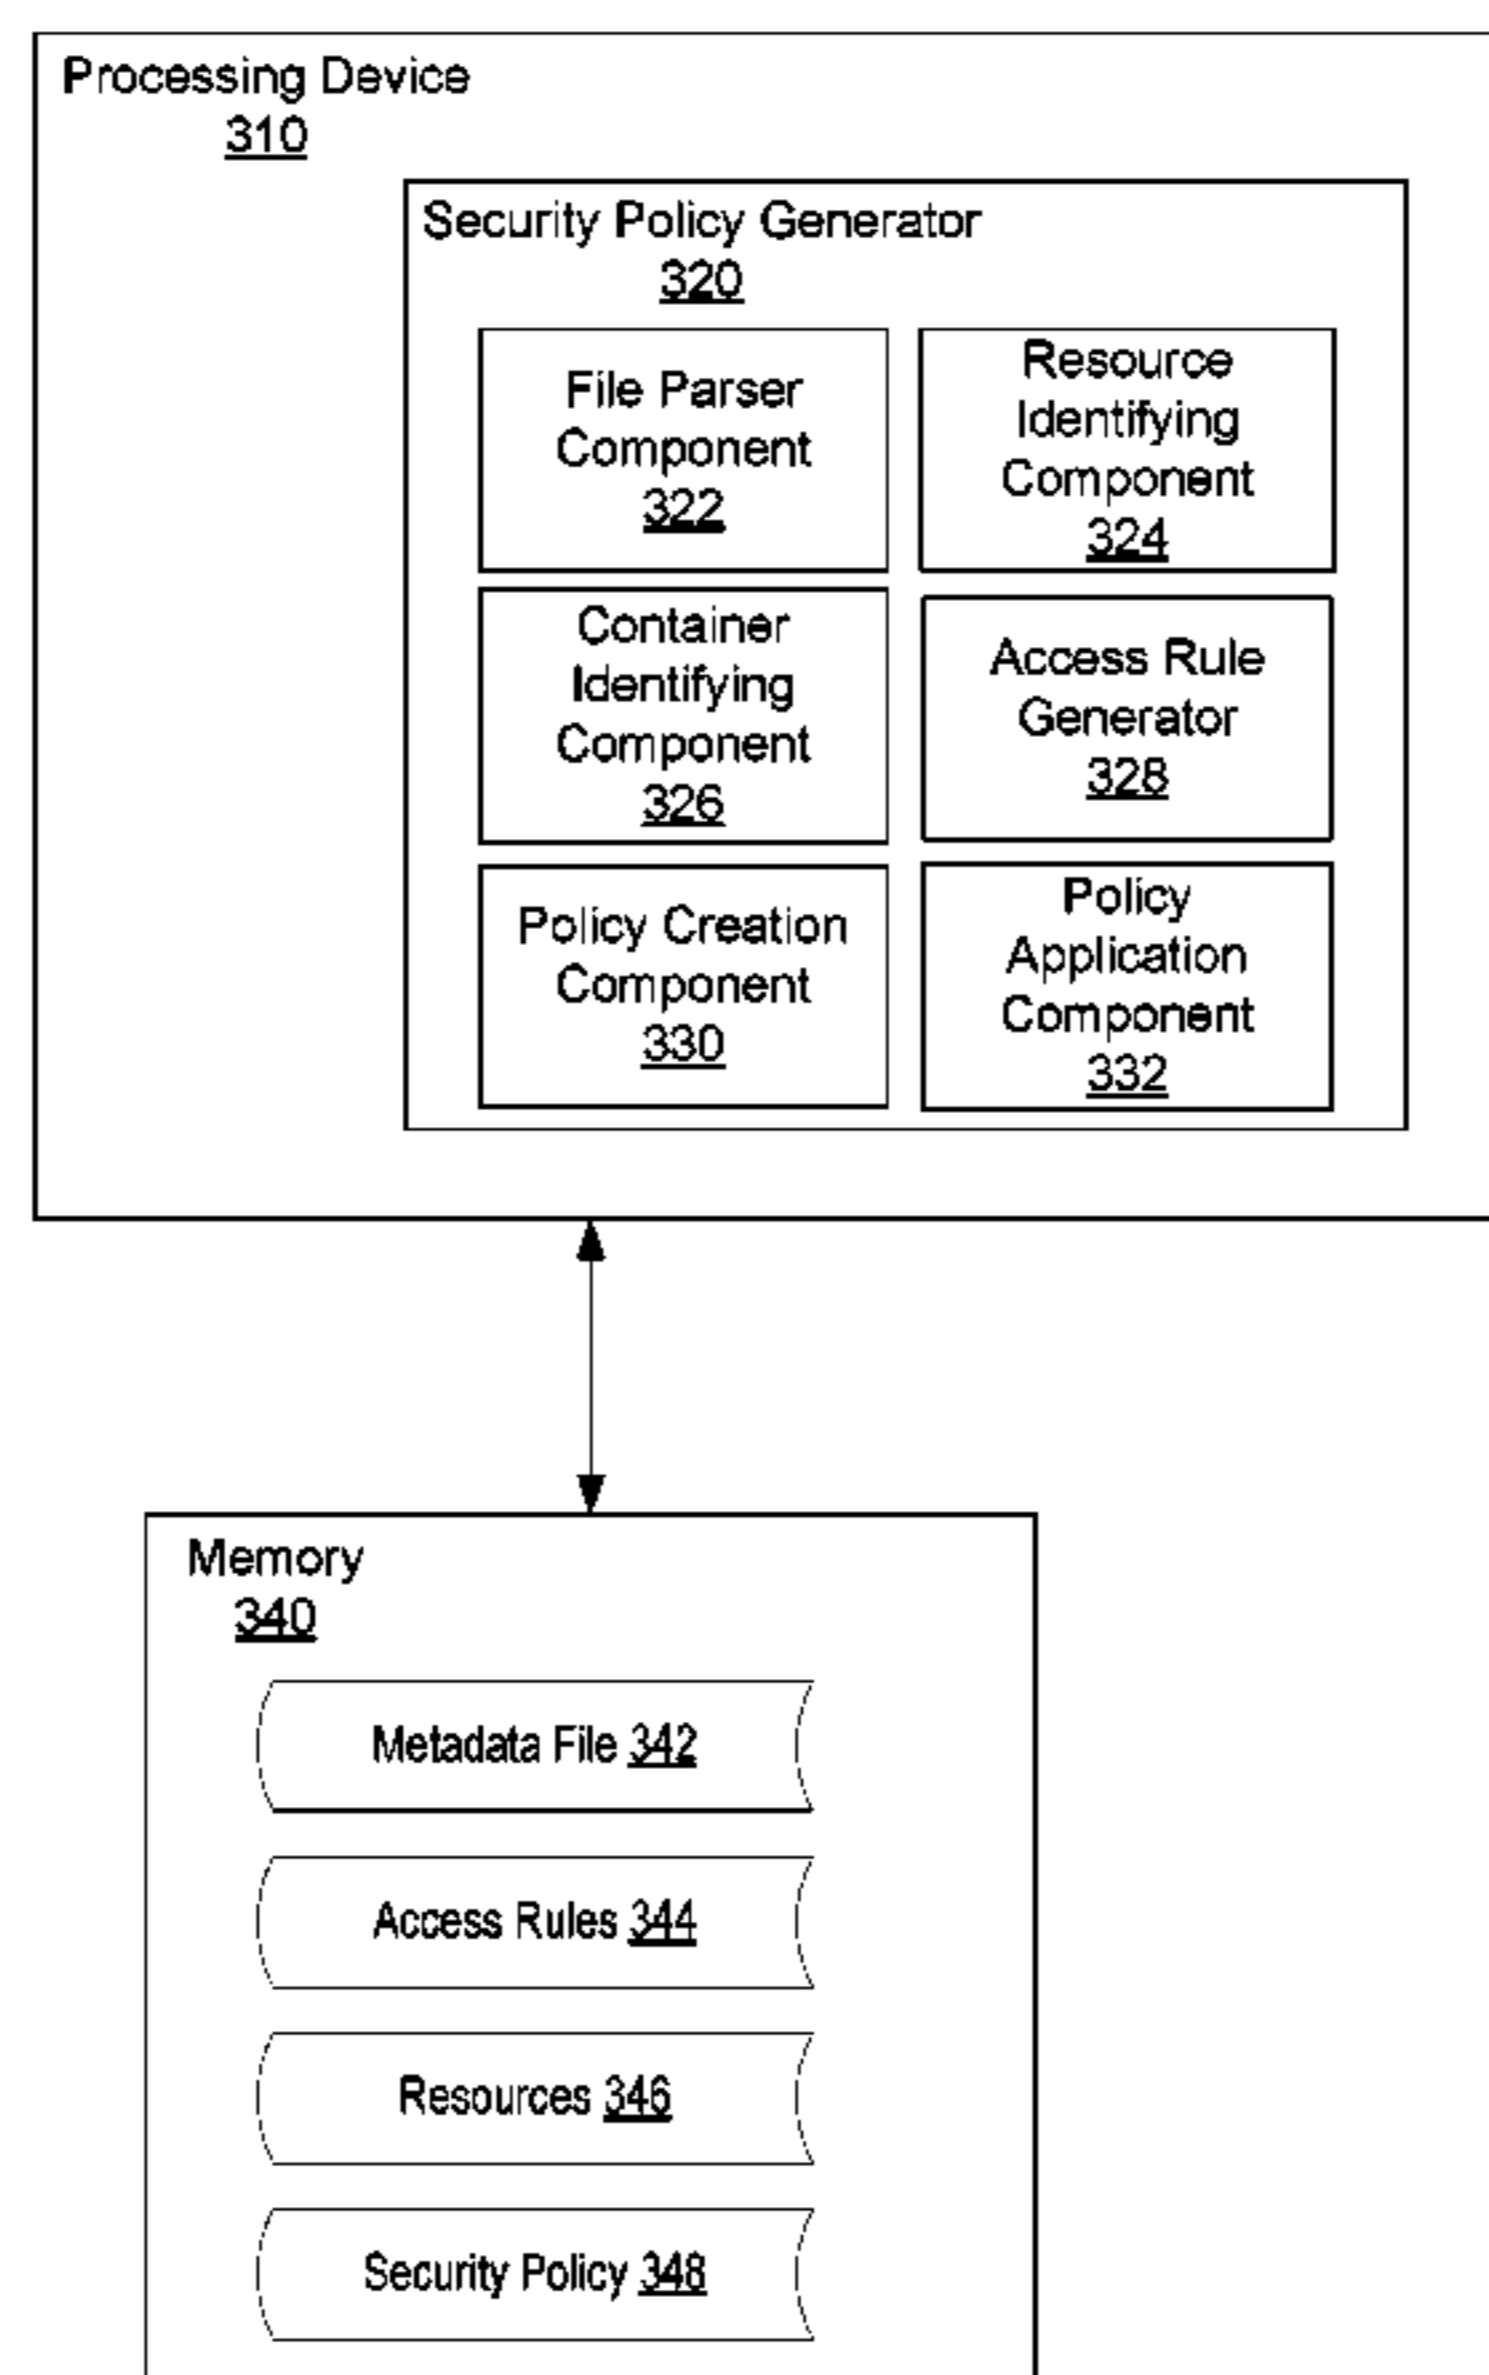 Processing Device
310
Security Policy Generator
320
File Parser
Component
322
Resource
Identifying
Component
324
Container
Identifying
Component
326
Access Rule
Generator
328
Policy Creation
Component
330
Policy
Application
Component
332
Memory
340
Metadata File 342
Access Rules 344
Resources 346
Security Policy 348